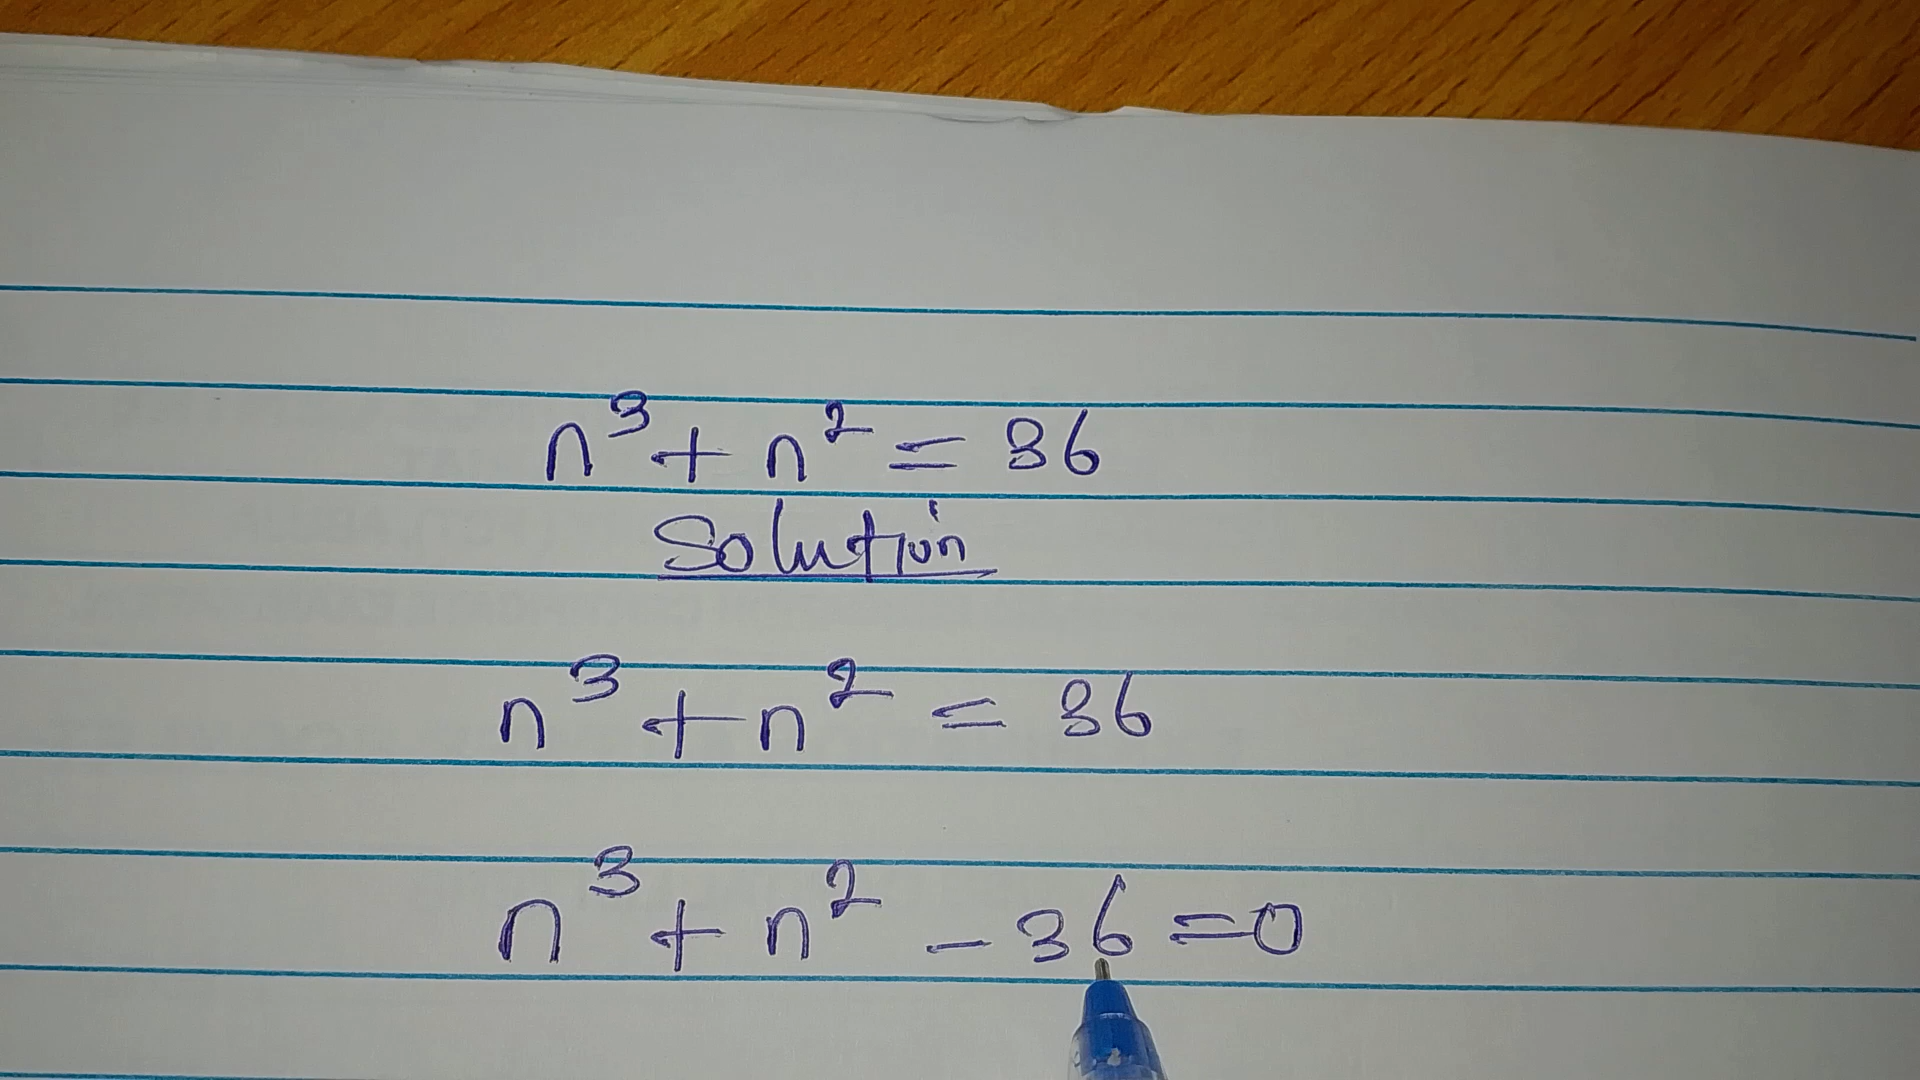 n³ + n² = 36
Solution
n³ + n² = 36
n³ + n² - 36 = 0